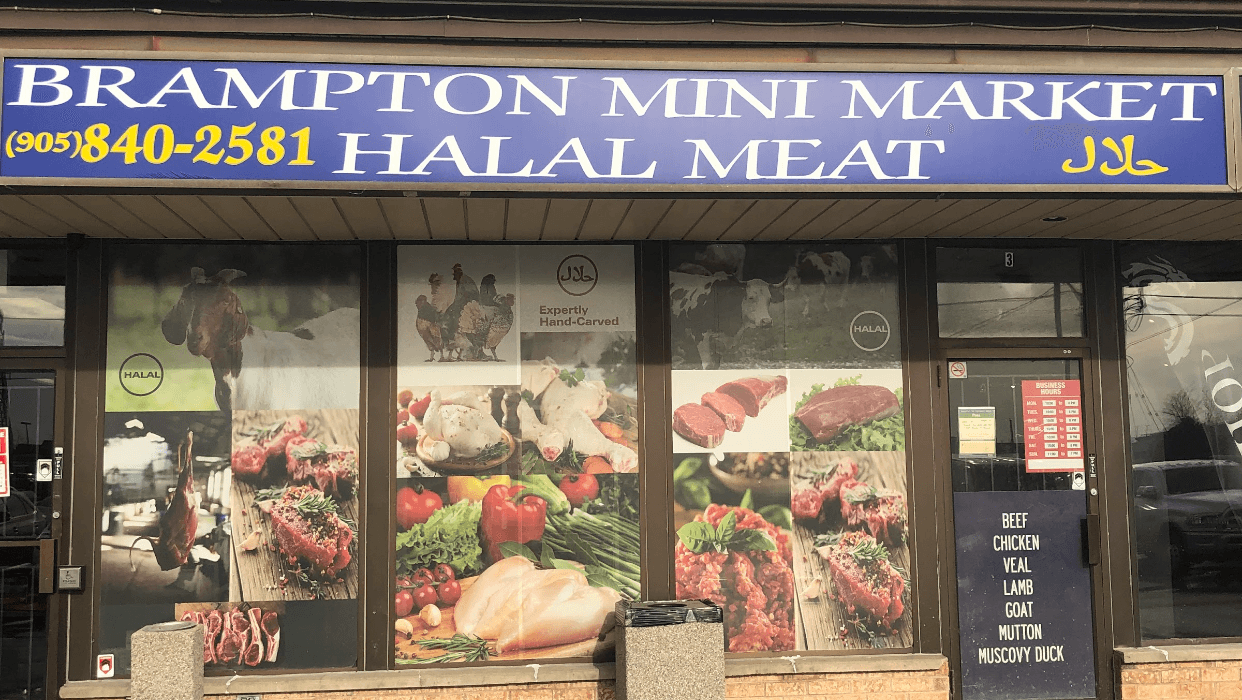 BRAMPTON MINI MARKET
(905)840-2581 HALAL MEAT حلال
3
حلال
Expertly
Hand-Carved
HALAL
HALAL
BUSINESS
HOURS
BEEF
CHICKEN
VEAL
LAMB
GOAT
MUTTON
MUSCOVY DUCK